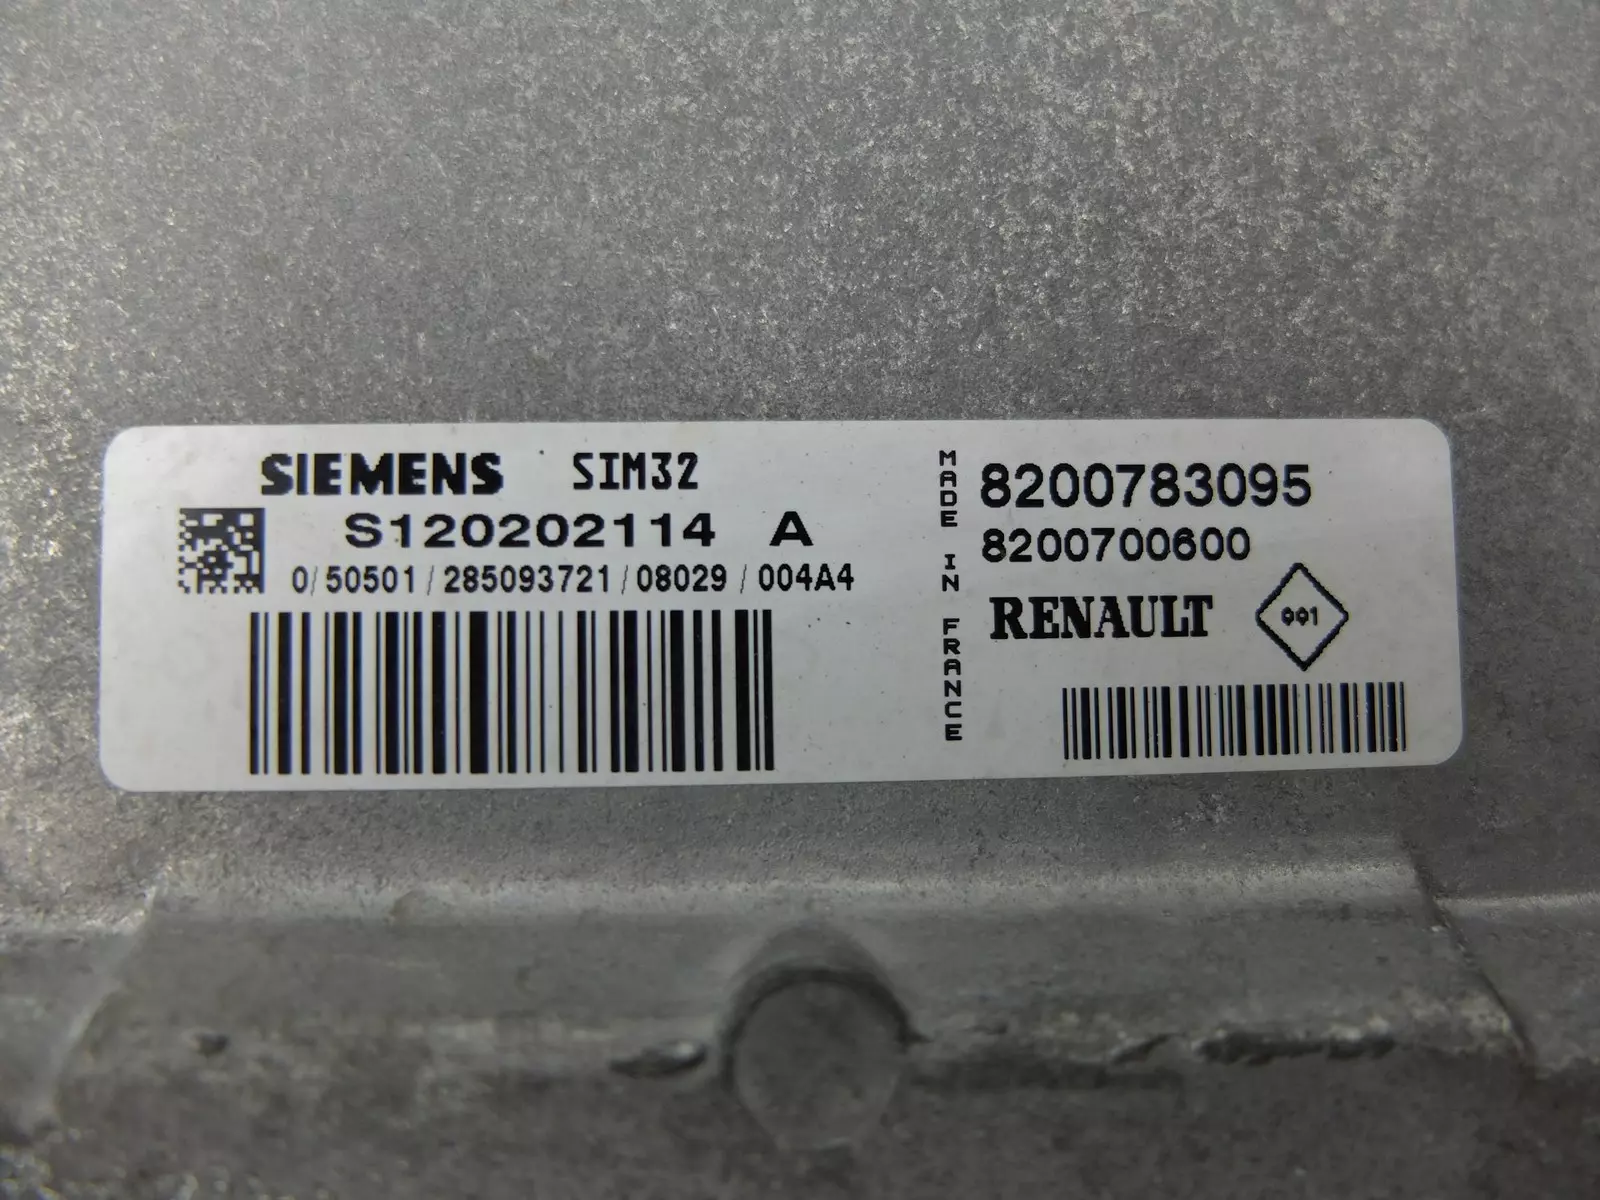 SIEMENS SIM32
S120202114 A
0/50501/285093721/08029/004A4
MADE IN FRANCE
8200783095
8200700600
RENAULT 001